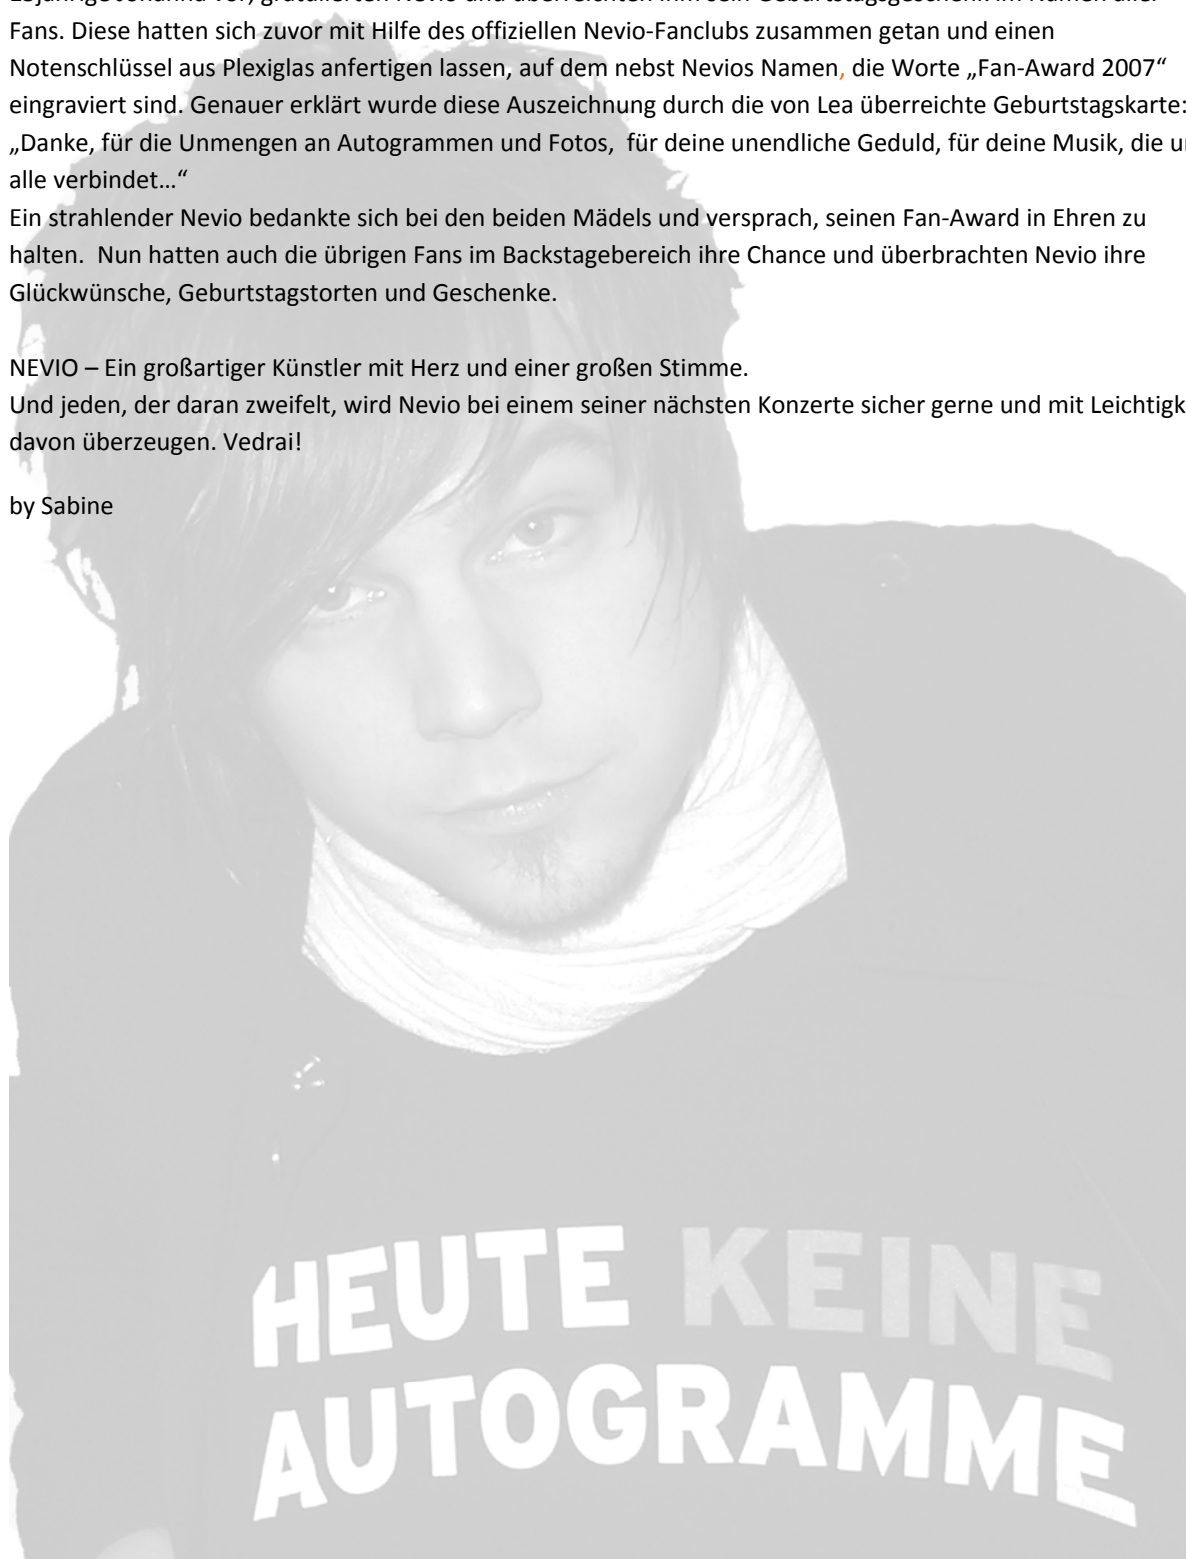 Fans. Diese hatten sich zuvor mit Hilfe des offiziellen Nevio-Fanclubs zusammen getan und einen
Notenschlüssel aus Plexiglas anfertigen lassen, auf dem nebst Nevios Namen, die Worte „Fan-Award 2007“
eingraviert sind. Genauer erklärt wurde diese Auszeichnung durch die von Lea überreichte Geburtstagskarte:
„Danke, für die Unmengen an Autogrammen und Fotos,  für deine unendliche Geduld, für deine Musik, die
alle verbindet…“
Ein strahlender Nevio bedankte sich bei den beiden Mädels und versprach, seinen Fan-Award in Ehren zu
halten.  Nun hatten auch die übrigen Fans im Backstagebereich ihre Chance und überbrachten Nevio ihre
Glückwünsche, Geburtstagstorten und Geschenke.
NEVIO – Ein großartiger Künstler mit Herz und einer großen Stimme.
Und jeden, der daran zweifelt, wird Nevio bei einem seiner nächsten Konzerte sicher gerne und mit Leichtigk
davon überzeugen. Vedrai!
by Sabine
HEUTE KEINE
AUTOGRAMME